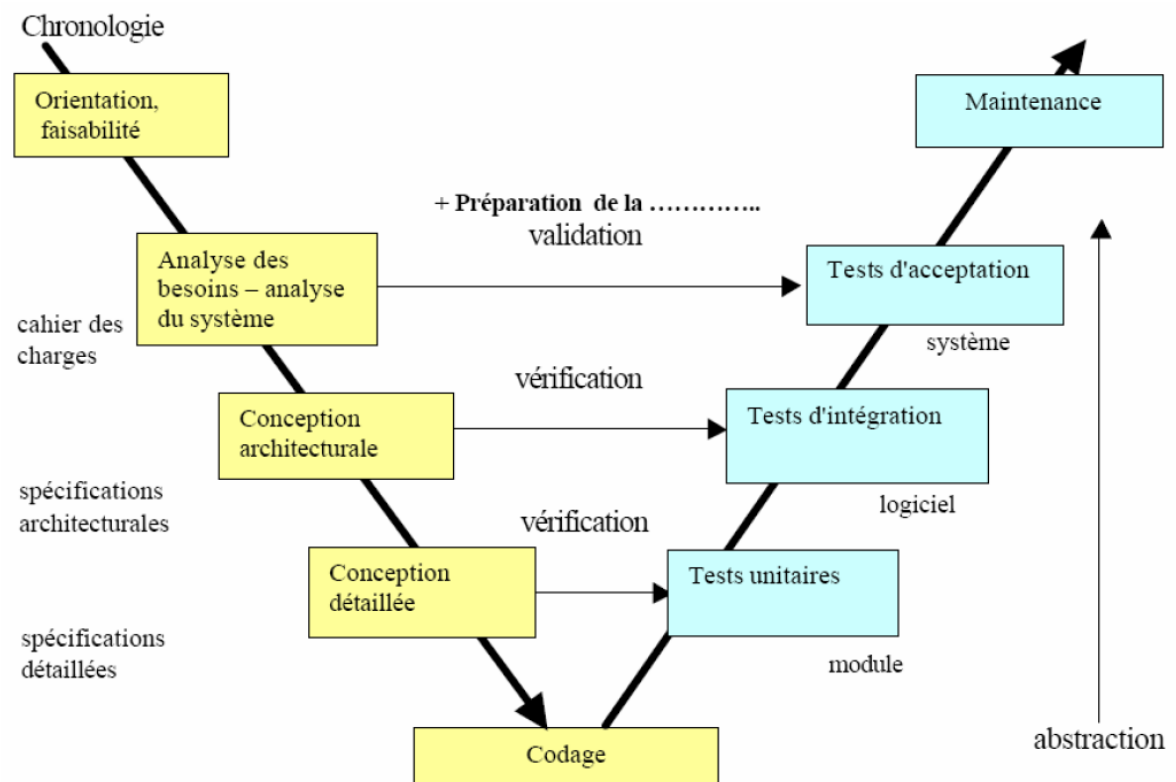 Chronologie
Orientation,
faisabilité
Maintenance
+ Préparation de la …………..
validation
Analyse des
besoins – analyse
du système
Tests d'acceptation
cahier des
charges
système
vérification
Conception
architecturale
Tests d'intégration
spécifications
architecturales
logiciel
vérification
Conception
détaillée
Tests unitaires
spécifications
détaillées
module
abstraction
Codage